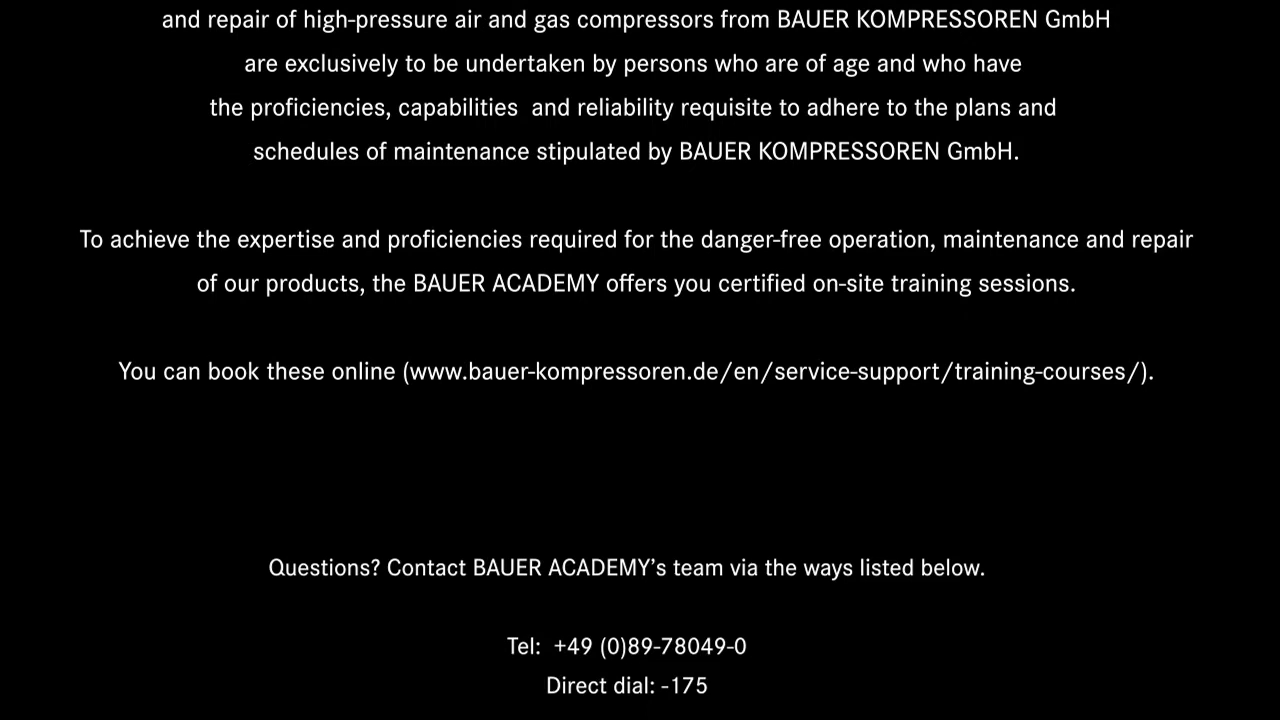 and repair of high-pressure air and gas compressors from BAUER KOMPRESSOREN GmbH
are exclusively to be undertaken by persons who are of age and who have
the proficiencies, capabilities  and reliability requisite to adhere to the plans and
schedules of maintenance stipulated by BAUER KOMPRESSOREN GmbH.
To achieve the expertise and proficiencies required for the danger-free operation, maintenance and repair
of our products, the BAUER ACADEMY offers you certified on-site training sessions.
You can book these online (www.bauer-kompressoren.de/en/service-support/training-courses/).
Questions? Contact BAUER ACADEMY’s team via the ways listed below.
Tel:  +49 (0)89-78049-0
Direct dial: -175